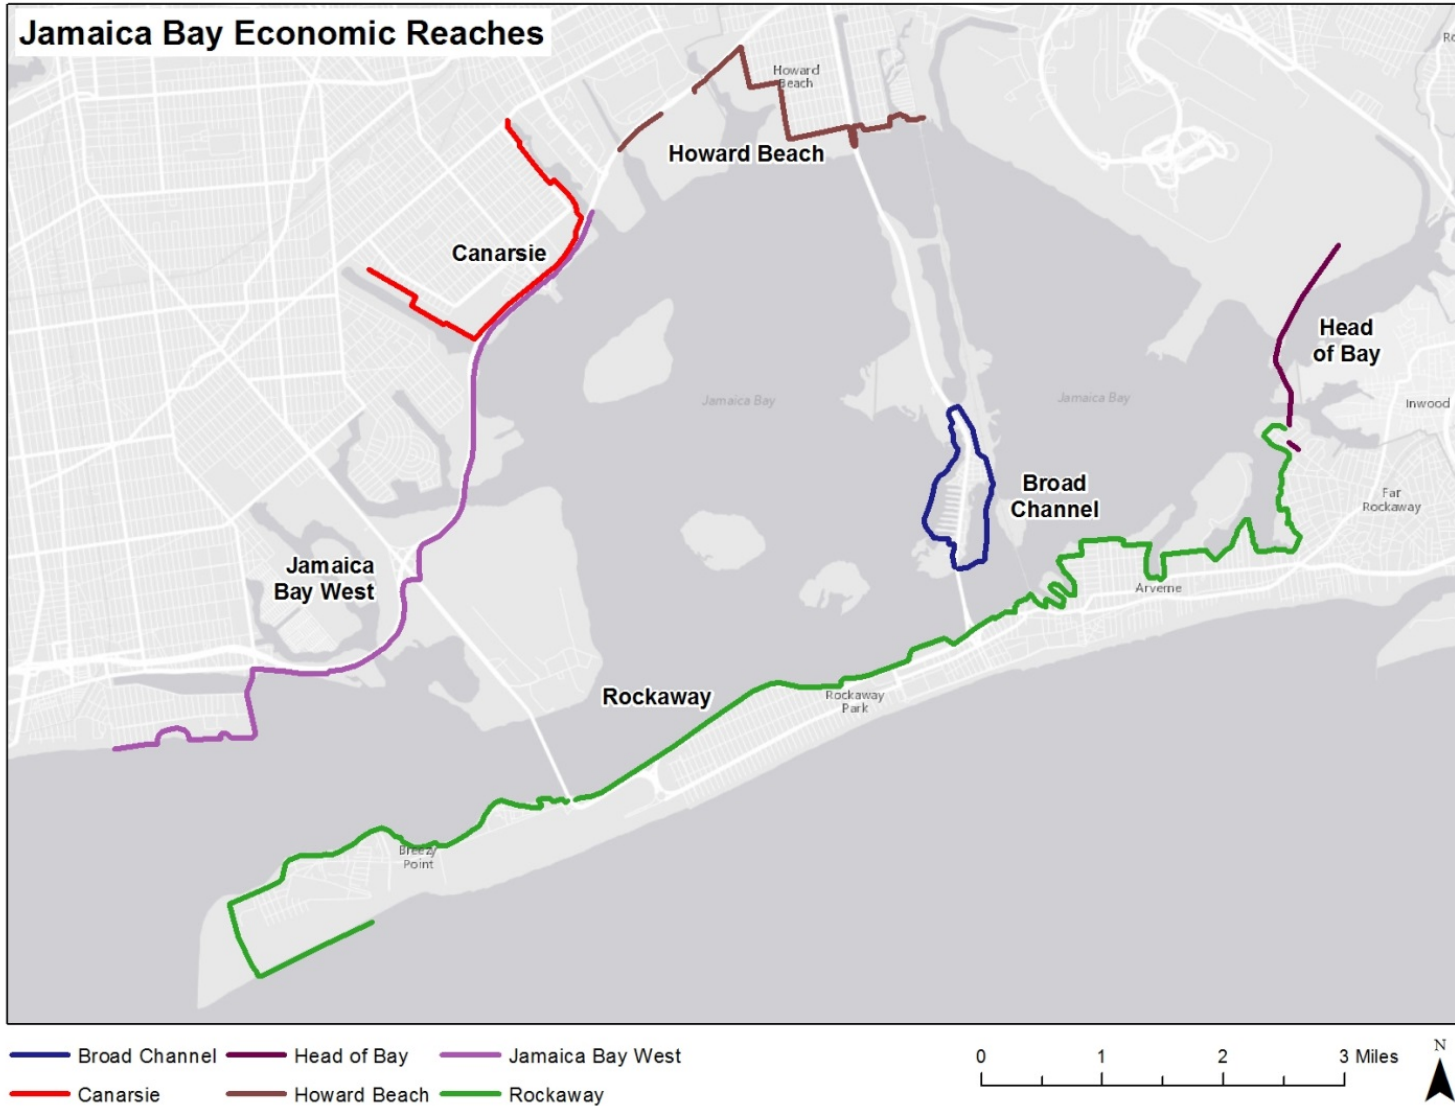 Jamaica Bay Economic Reaches
Howard
Beach
Howard Beach
Canarsie
Head
of Bay
Jamaica Bay
Jamaica Bay
Inwood
Broad
Channel
Far
Rockaway
Jamaica
Bay West
Arverne
Rockaway
Rockaway
Park
Breezy
Point
Broad Channel
Head of Bay
Jamaica Bay West
Canarsie
Howard Beach
Rockaway
0 1 2 3 Miles
N